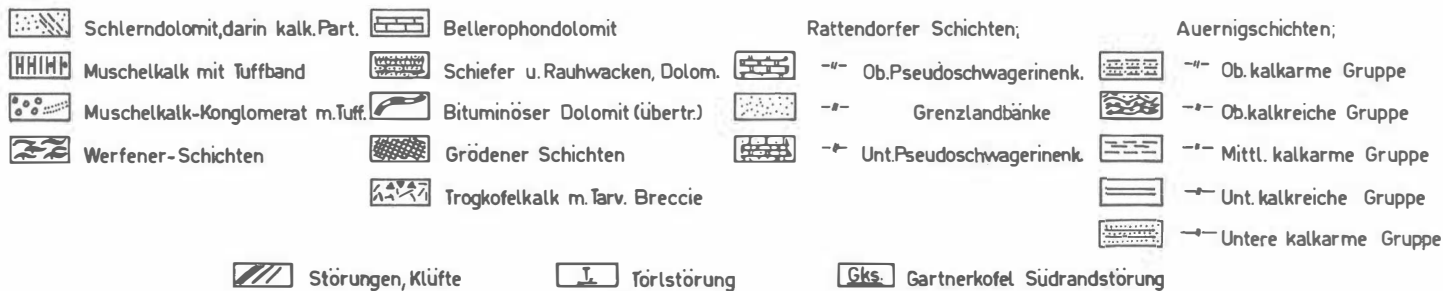 Schlerndolomit, darin kalk. Part.
Muschelkalk mit Tuffband
Muschelkalk-Konglomerat m. Tuff.
Werfener-Schichten
Bellerophondolomit
Schiefer u. Rauhwacken, Dolom.
Bituminöser Dolomit (übertr.)
Grödener Schichten
Trogkofelkalk m. Tarv. Breccie
Rattendorfer Schichten;
-"- Ob. Pseudoschwagerinenk.
-"- Grenzlandbänke
-"- Unt. Pseudoschwagerinenk.
Auernigschichten;
-"- Ob. kalkarme Gruppe
-"- Ob. kalkreiche Gruppe
-"- Mittl. kalkarme Gruppe
-"- Unt. kalkreiche Gruppe
-"- Untere kalkarme Gruppe
Störungen, Klüfte
T. Törlstörung
Gks. Gartnerkofel Südrandstörung